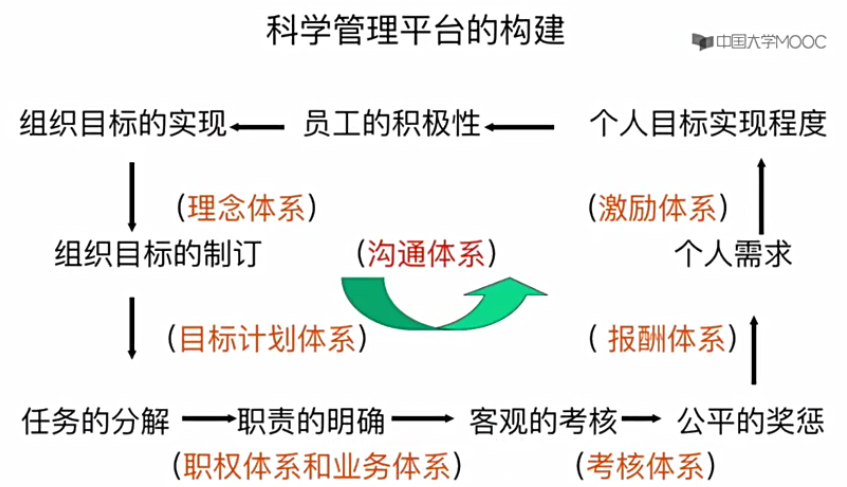 科学管理平台的构建
中国大学MOOC
组织目标的实现 员工的积极性 个人目标实现程度
（理念体系） （激励体系）
组织目标的制订 （沟通体系） 个人需求
（目标计划体系） （ 报酬体系）
任务的分解 职责的明确 客观的考核 公平的奖惩
（职权体系和业务体系） （考核体系）